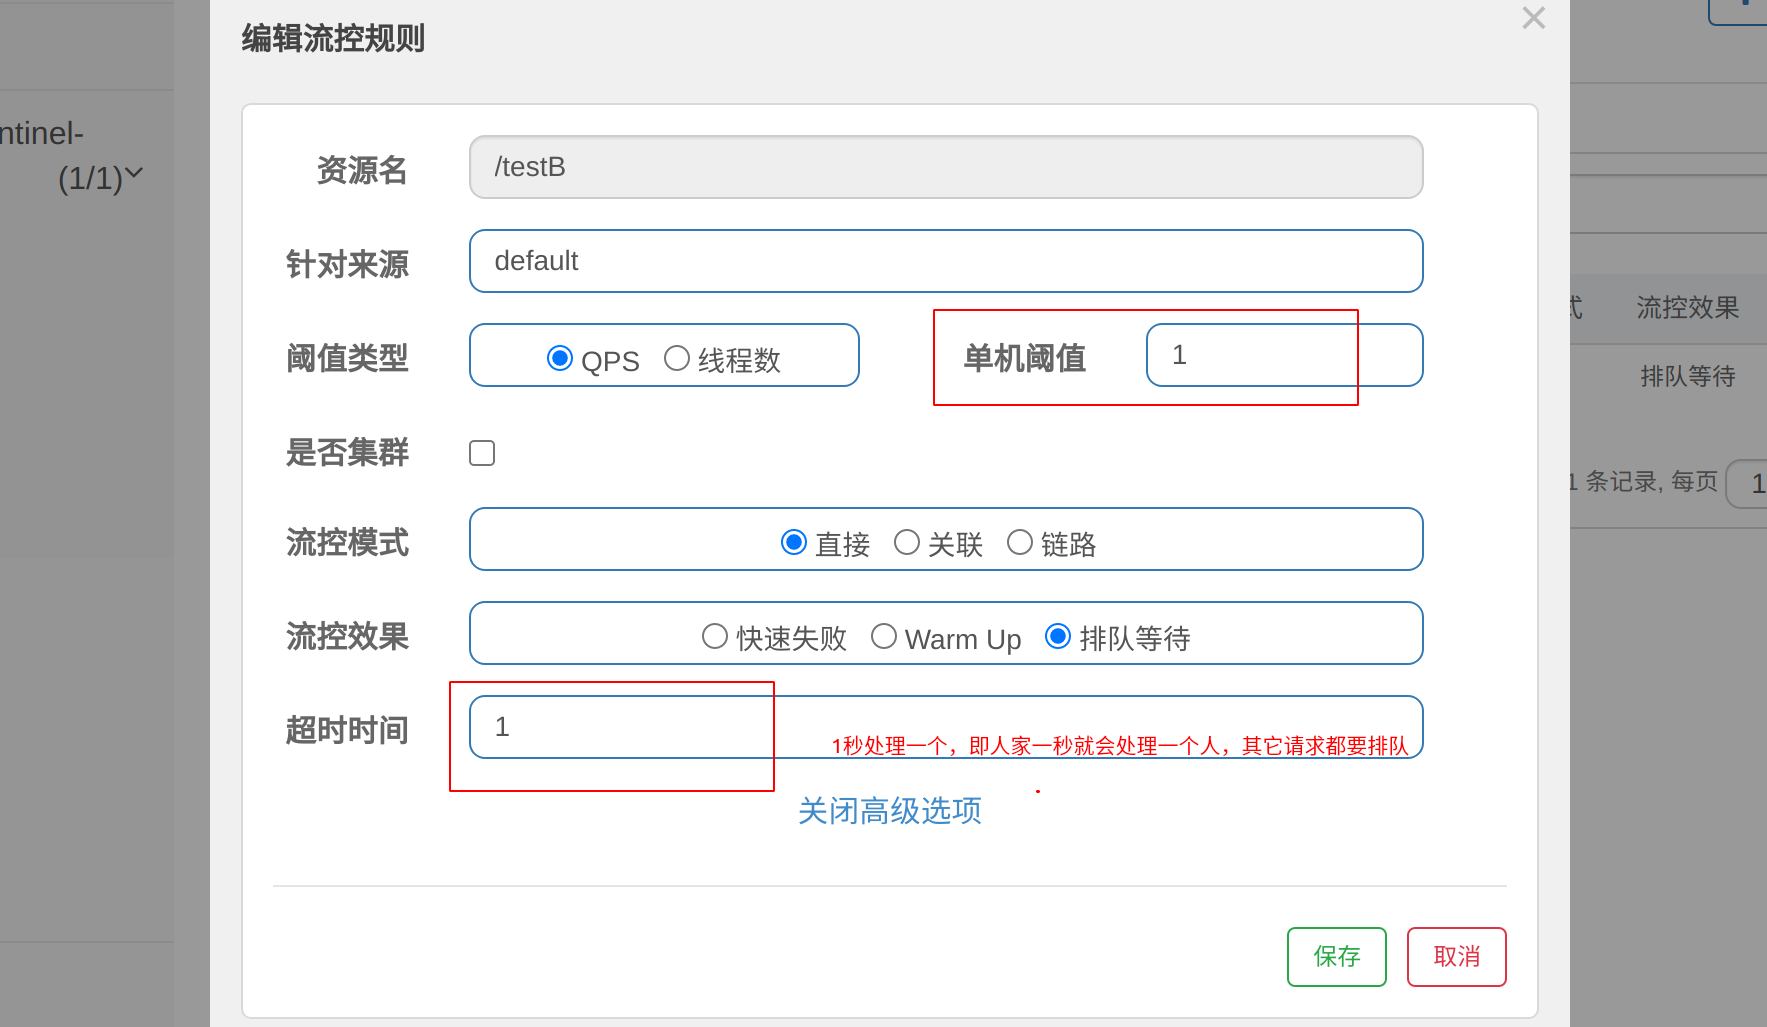 编辑流控规则
×
ntinel-
(1/1)
资源名 /testB
针对来源 default
阈值类型 QPS 线程数 单机阈值 1
是否集群
流控模式 直接 关联 链路
流控效果 快速失败 Warm Up 排队等待
超时时间 1
1秒处理一个，即人家一秒就会处理一个人，其它请求都要排队
关闭高级选项
保存 取消
式 流控效果
排队等待
1 条记录, 每页 1